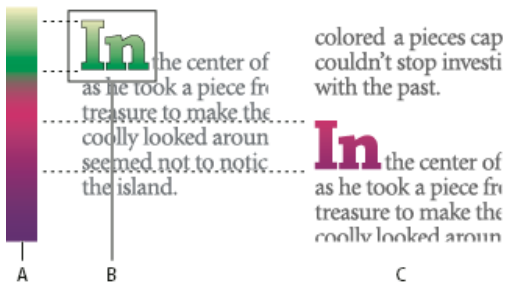 In the center of
as he took a piece fr
treasure to make the
coolly looked aroun
seemed not to notic
the island.
colored a pieces cap
couldn't stop investi
with the past.
In the center of
as he took a piece fr
treasure to make the
coolly looked aroun
A
B
C